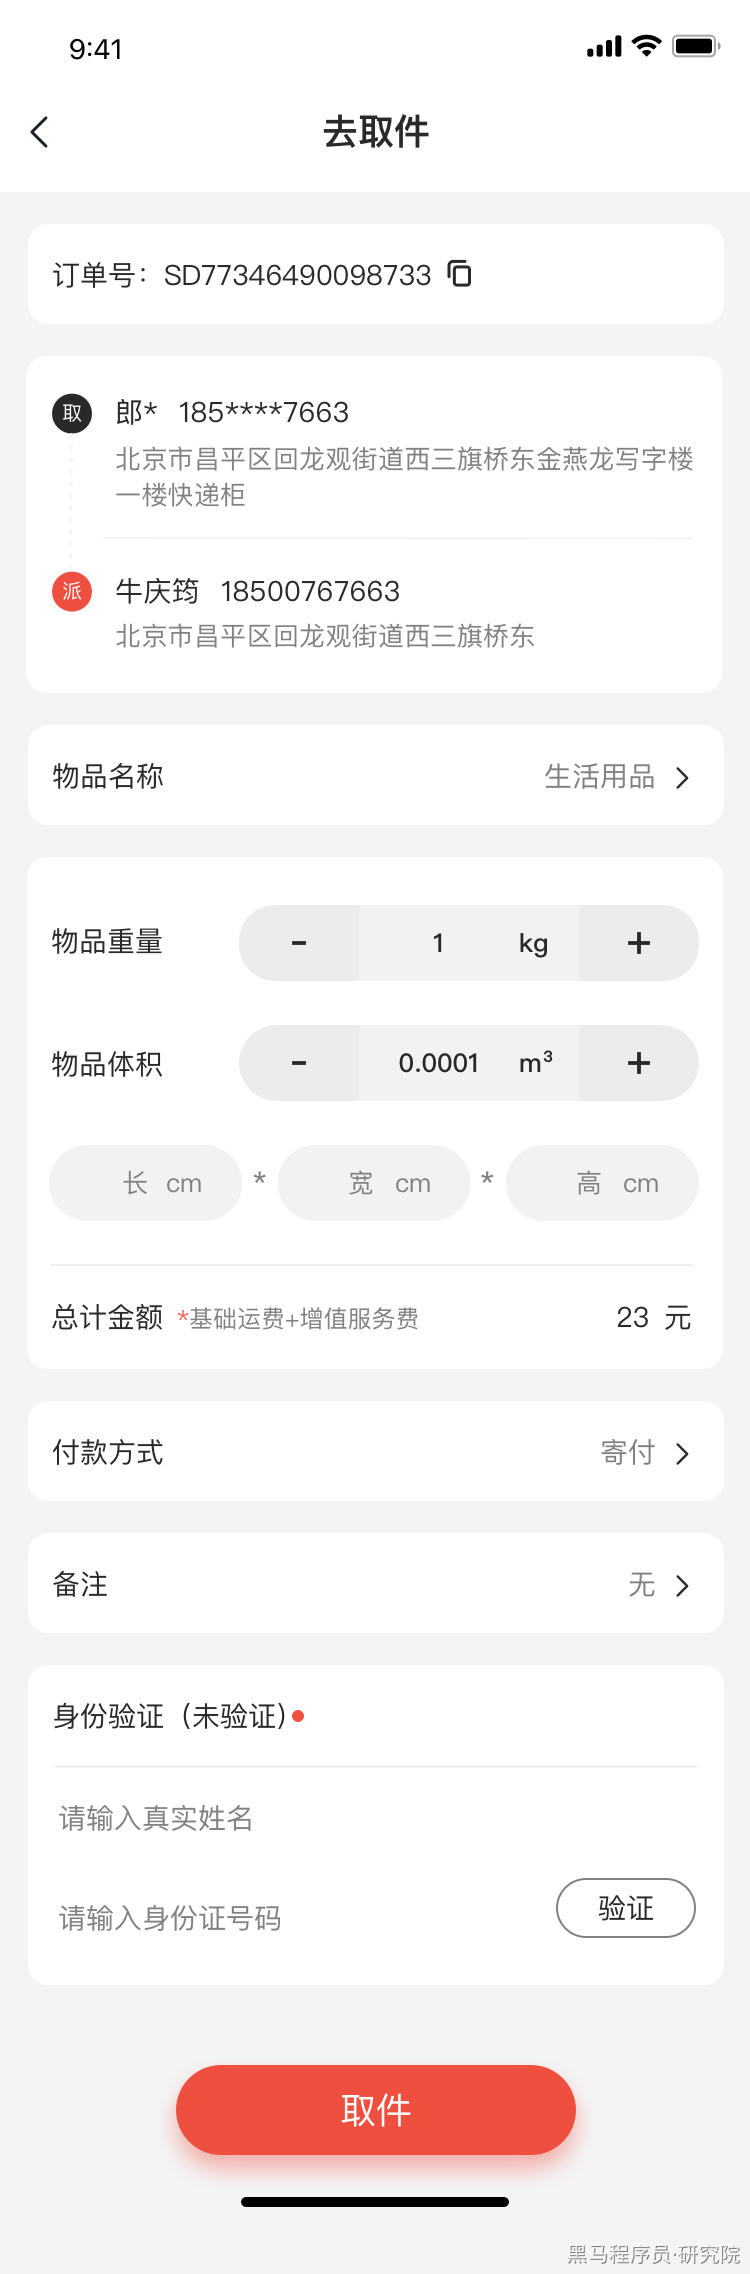 9:41
去取件
订单号：SD77346490098733
取 郎* 185****7663
北京市昌平区回龙观街道西三旗桥东金燕龙写字楼
一楼快递柜
派 牛庆筠 18500767663
北京市昌平区回龙观街道西三旗桥东
物品名称 生活用品
物品重量 - 1 kg +
物品体积 - 0.0001 m³ +
长 cm * 宽 cm * 高 cm
总计金额 *基础运费+增值服务费 23 元
付款方式 寄付
备注 无
身份验证（未验证）
请输入真实姓名
请输入身份证号码 验证
取件
黑马程序员·研究院